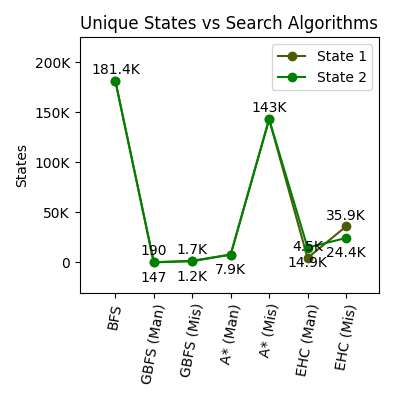 Unique States vs Search Algorithms
State 1
State 2
States
200K
150K
100K
50K
0
181.4K
190
147
1.7K
1.2K
7.9K
143K
4.5K
14.9K
35.9K
24.4K
BFS
GBFS (Man)
GBFS (Mis)
A* (Man)
A* (Mis)
EHC (Man)
EHC (Mis)